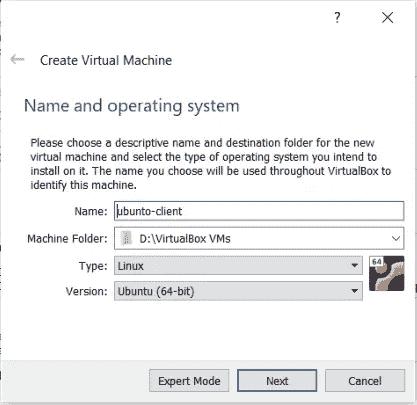 ?
Create Virtual Machine
Name and operating system
Please choose a descriptive name and destination folder for the new
virtual machine and select the type of operating system you intend to
install on it. The name you choose will be used throughout VirtualBox to
identify this machine.
Name: ubunto-client
Machine Folder: D:\VirtualBox VMs
Type: Linux
64
Version: Ubuntu (64-bit)
Expert Mode Next Cancel